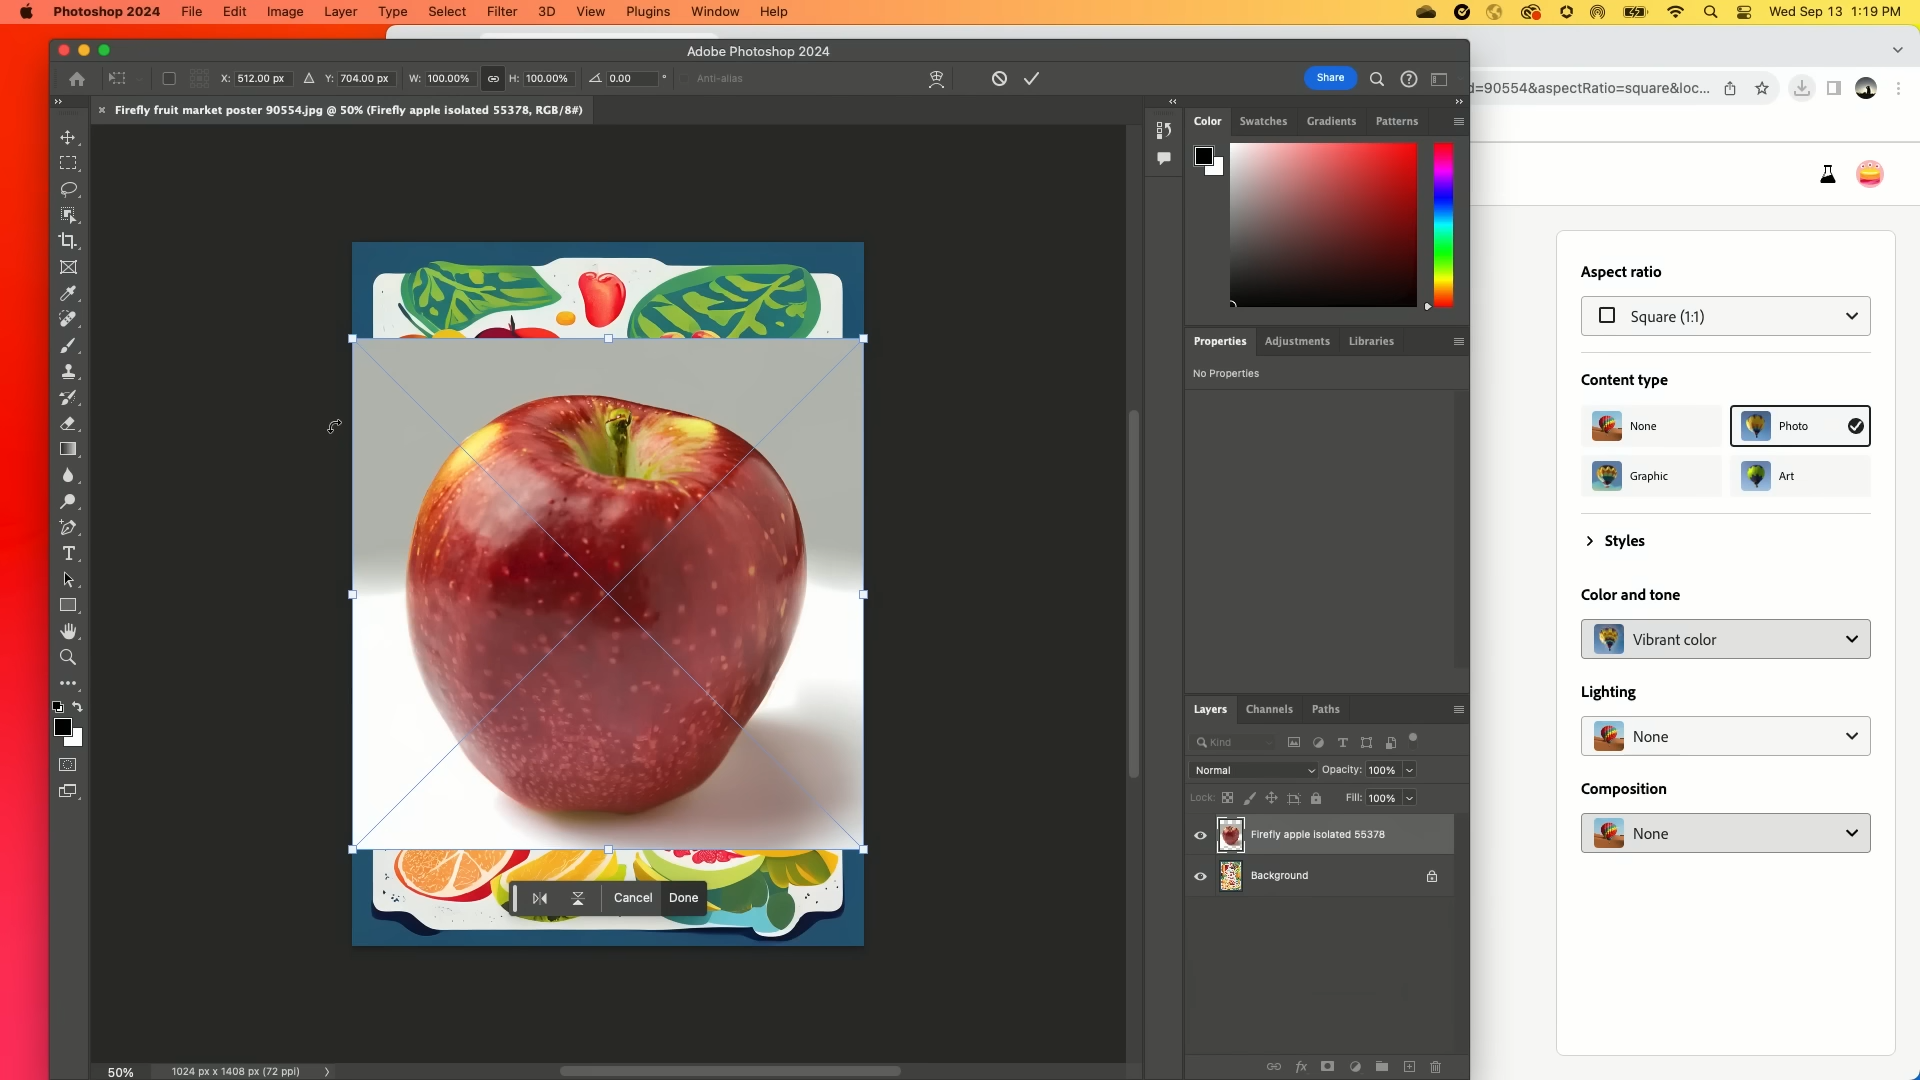 Photoshop 2024 File Edit Image Layer Type Select Filter 3D View Plugins Window Help Wed Sep 13 1:19 PM
Adobe Photoshop 2024
X: 512.00 px Y: 704.00 px W: 100.00% H: 100.00% 0.00 ° Anti-alias Share
d=90554&aspectRatio=square&loc...
Firefly fruit market poster 90554.jpg @ 50% (Firefly apple isolated 55378, RGB/8#)
Color Swatches Gradients Patterns
Properties Adjustments Libraries
No Properties
Layers Channels Paths
Kind
Normal Opacity: 100%
Lock: Fill: 100%
Firefly apple isolated 55378
Background
Cancel Done
50% 1024 px x 1408 px (72 ppi)
Aspect ratio
Square (1:1)
Content type
None Photo
Graphic Art
Styles
Color and tone
Vibrant color
Lighting
None
Composition
None